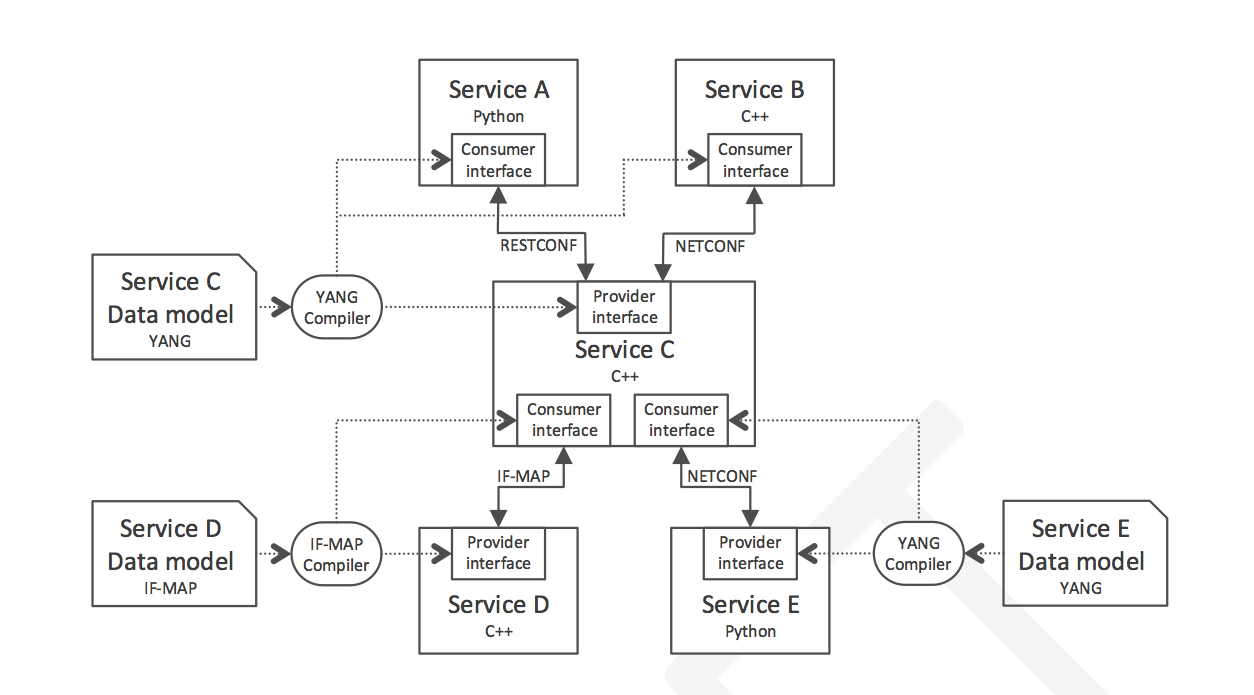 Service A
Python
Consumer
interface
Service B
C++
Consumer
interface
RESTCONF
NETCONF
Service C
Data model
YANG
YANG
Compiler
Provider
interface
Service C
C++
Consumer
interface
Consumer
interface
IF-MAP
NETCONF
Service D
Data model
IF-MAP
IF-MAP
Compiler
Provider
interface
Service D
C++
Provider
interface
Service E
Python
YANG
Compiler
Service E
Data model
YANG